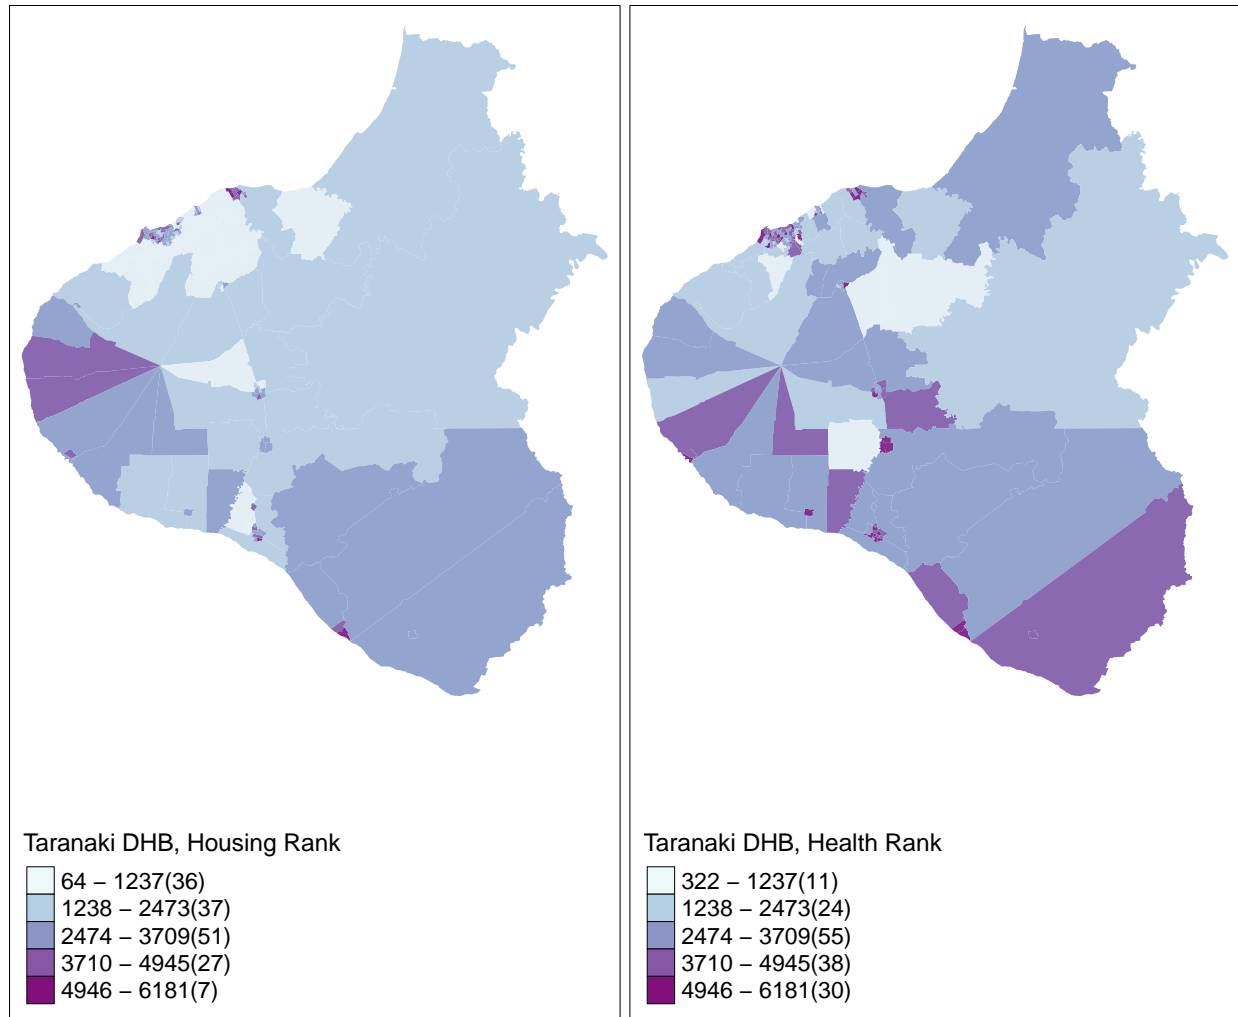 Taranaki DHB, Housing Rank
64 – 1237(36)
1238 – 2473(37)
2474 – 3709(51)
3710 – 4945(27)
4946 – 6181(7)
Taranaki DHB, Health Rank
322 – 1237(11)
1238 – 2473(24)
2474 – 3709(55)
3710 – 4945(38)
4946 – 6181(30)